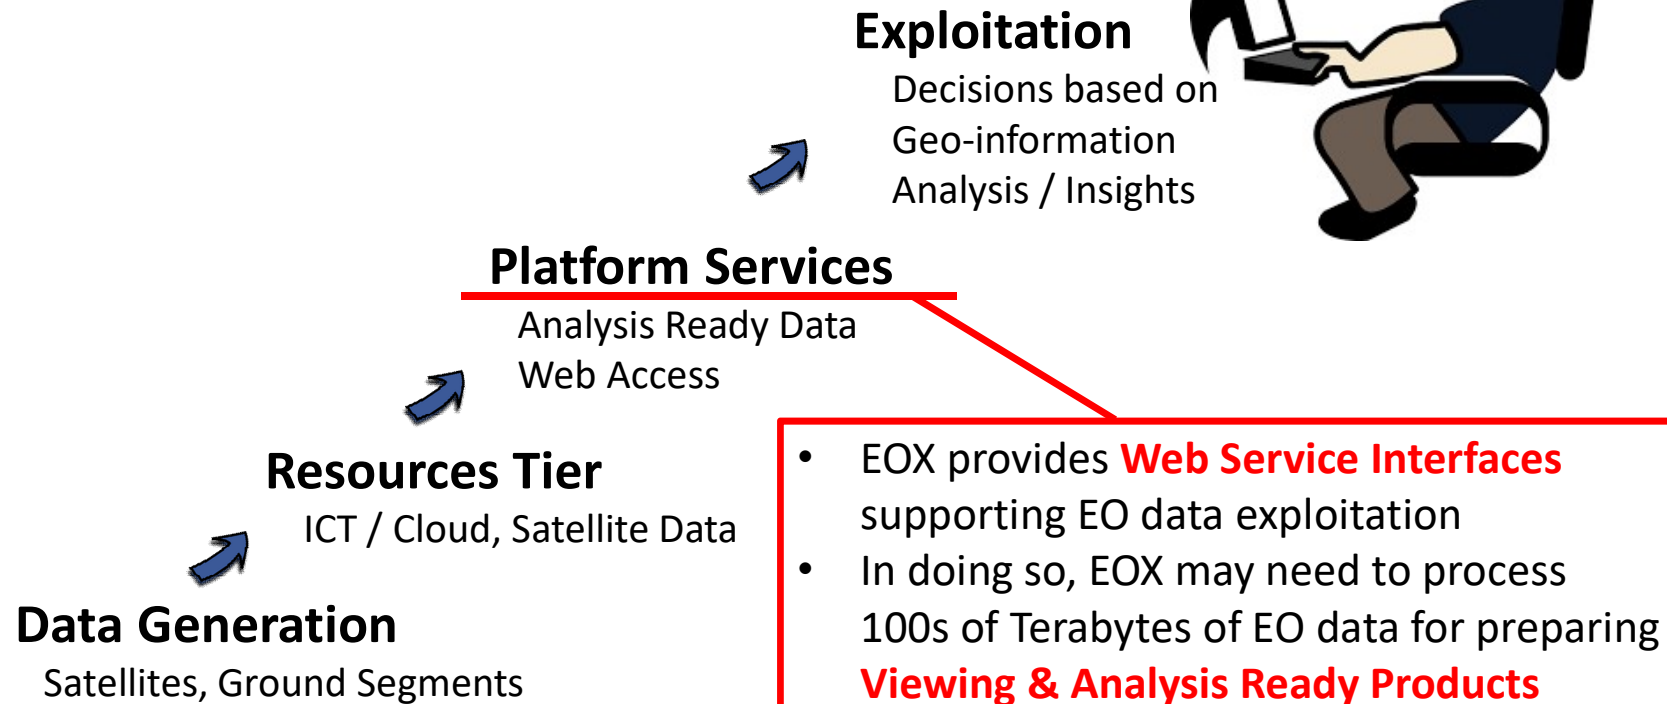 Exploitation
Decisions based on
Geo-information
Analysis / Insights
Platform Services
Analysis Ready Data
Web Access
Resources Tier
ICT / Cloud, Satellite Data
Data Generation
Satellites, Ground Segments
• EOX provides Web Service Interfaces
supporting EO data exploitation
• In doing so, EOX may need to process
100s of Terabytes of EO data for preparing
Viewing & Analysis Ready Products